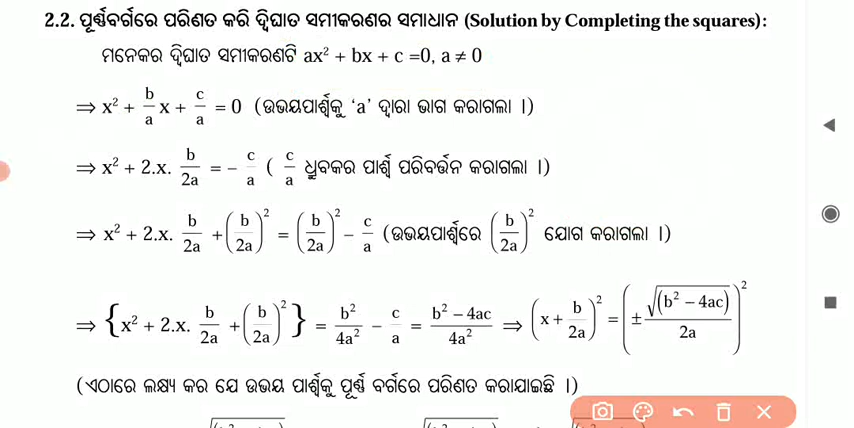 2.2. ପୂର୍ଣ୍ଣବର୍ଗରେ ପରିଣତ କରି ଦ୍ୱିଘାତ ସମୀକରଣର ସମାଧାନ (Solution by Completing the squares):
ମନେକର ଦ୍ୱିଘାତ ସମୀକରଣଟି ax² + bx + c =0, a ≠ 0
⇒ x² + b/a x + c/a = 0 (ଉଭୟପାର୍ଶ୍ୱକୁ ‘a’ ଦ୍ୱାରା ଭାଗ କରାଗଲା ।)
⇒ x² + 2.x. b/2a = − c/a ( c/a ଧ୍ରୁବକର ପାର୍ଶ୍ୱ ପରିବର୍ତ୍ତନ କରାଗଲା ।)
⇒ x² + 2.x. b/2a +(b/2a)² = (b/2a)² − c/a (ଉଭୟପାର୍ଶ୍ୱରେ (b/2a)² ଯୋଗ କରାଗଲା ।)
⇒ {x² + 2.x. b/2a +(b/2a)²} = b²/4a² − c/a = (b² − 4ac)/4a² ⇒ (x + b/2a)² = (± √(b² − 4ac)/2a)²
(ଏଠାରେ ଲକ୍ଷ୍ୟ କର ଯେ ଉଭୟ ପାର୍ଶ୍ୱକୁ ପୂର୍ଣ୍ଣ ବର୍ଗରେ ପରିଣତ କରାଯାଇଛି ।)